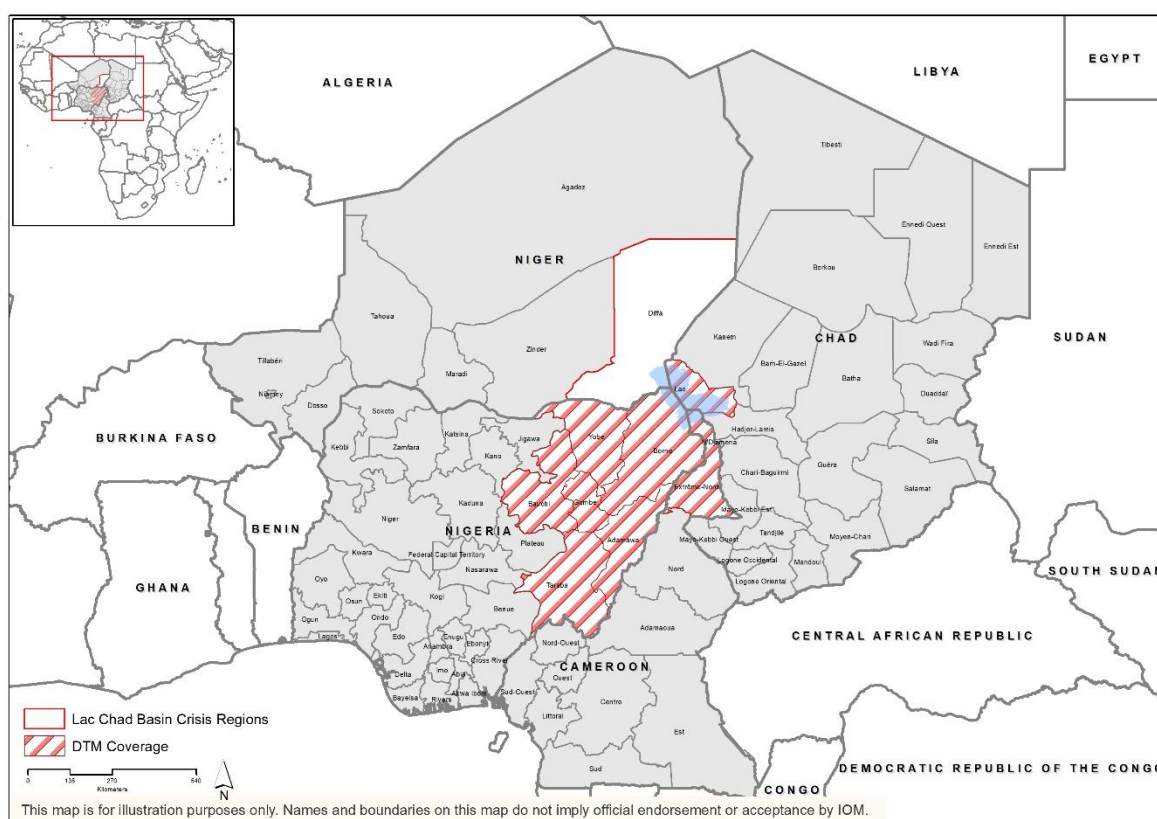 ALGERIA
LIBYA
EGYPT
Tibesti
Agadez
Ennedi Ouest
Ennedi Est
NIGER
Borkou
Diffa
Tahoua
Kanem
CHAD
Wadi Fira
SUDAN
Zinder
Tillabéri
Maradi
Barh-El-Gazel
Batha
Niamey
Dosso
Lac
Ouaddaï
Sokoto
Katsina
Jigawa
Yobe
Hadjer-Lamis
BURKINA FASO
Kebbi
Zamfara
Kano
Borno
N'Djamena
Sila
Guéra
Chari-Baguirmi
Salamat
Kaduna
Bauchi
Gombe
Extrême-Nord
BENIN
Niger
NIGERIA
Mayo-Kebbi Est
Plateau
Adamawa
Mayo-Kebbi Ouest
Tandjilé
Moyen-Chari
Kwara
Federal Capital Territory
Nasarawa
Logone Occidental
Mandoul
GHANA
Oyo
Ekiti
Kogi
Taraba
Nord
Logone Oriental
SOUTH SUDAN
Osun
Ondo
Benue
Ogun
Lagos
Edo
Enugu
Ebonyi
Anambra
Adamaoua
CENTRAL AFRICAN REPUBLIC
Nord-Ouest
Cross River
CAMEROON
Delta
Imo
Abia
Ouest
Bayelsa
Rivers
Akwa Ibom
Sud-Ouest
Centre
Littoral
Est
Lac Chad Basin Crisis Regions
DTM Coverage
Sud
DEMOCRATIC REPUBLIC OF THE CONGO
CONGO
0 135 270 540
Kilometers
N
This map is for illustration purposes only. Names and boundaries on this map do not imply official endorsement or acceptance by IOM.